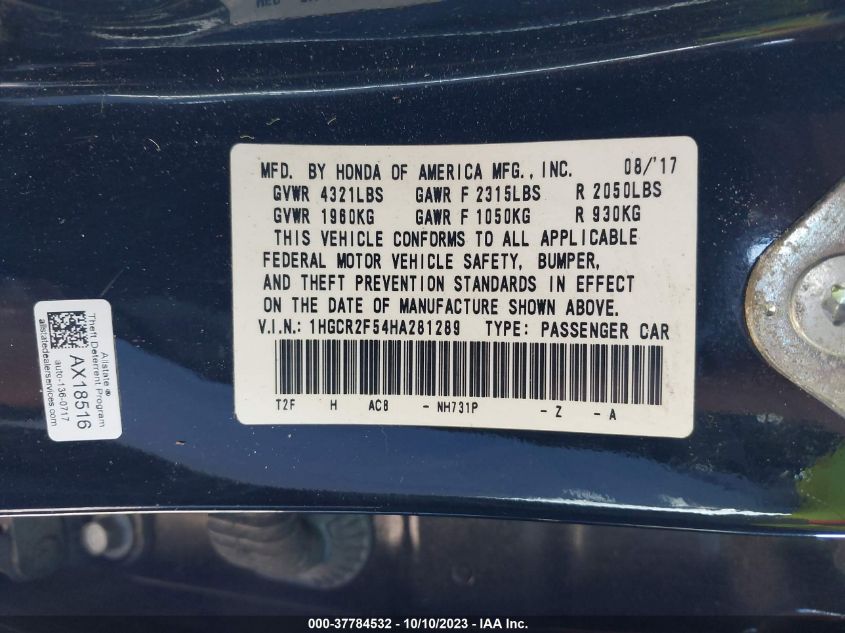 MFD. BY HONDA OF AMERICA MFG., INC. 08/'17
GVWR 4321LBS GAWR F 2315LBS R 2050LBS
GVWR 1960KG GAWR F 1050KG R 930KG
THIS VEHICLE CONFORMS TO ALL APPLICABLE
FEDERAL MOTOR VEHICLE SAFETY, BUMPER,
AND THEFT PREVENTION STANDARDS IN EFFECT
ON THE DATE OF MANUFACTURE SHOWN ABOVE.
V.I.N.: 1HGCR2F54HA281289 TYPE: PASSENGER CAR
T2F H AC8 - NH731P - Z - A
Allstate®
Theft Deterrent Program
AX18516
auto-136-0717
allstatedealerservices.com
000-37784532 - 10/10/2023 - IAA Inc.